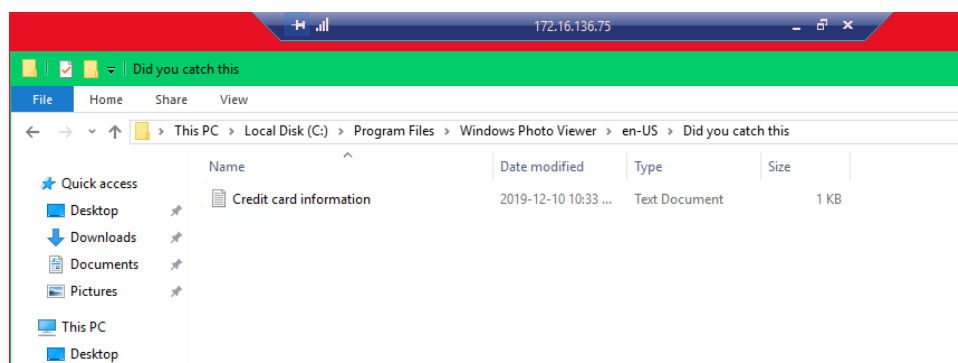 172.16.136.75
Did you catch this
File Home Share View
This PC > Local Disk (C:) > Program Files > Windows Photo Viewer > en-US > Did you catch this
Name Date modified Type Size
Quick access
Credit card information 2019-12-10 10:33 ... Text Document 1 KB
Desktop
Downloads
Documents
Pictures
This PC
Desktop